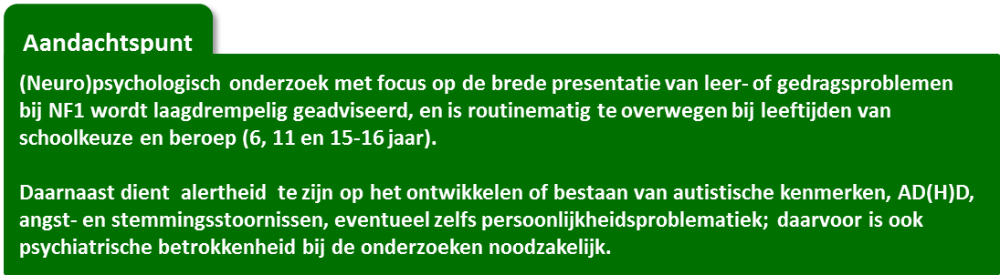 Aandachtspunt
(Neuro)psychologisch onderzoek met focus op de brede presentatie van leer- of gedragsproblemen
bij NF1 wordt laagdrempelig geadviseerd, en is routinematig te overwegen bij leeftijden van
schoolkeuze en beroep (6, 11 en 15-16 jaar).
Daarnaast dient alertheid te zijn op het ontwikkelen of bestaan van autistische kenmerken, AD(H)D,
angst- en stemmingsstoornissen, eventueel zelfs persoonlijkheidsproblematiek; daarvoor is ook
psychiatrische betrokkenheid bij de onderzoeken noodzakelijk.